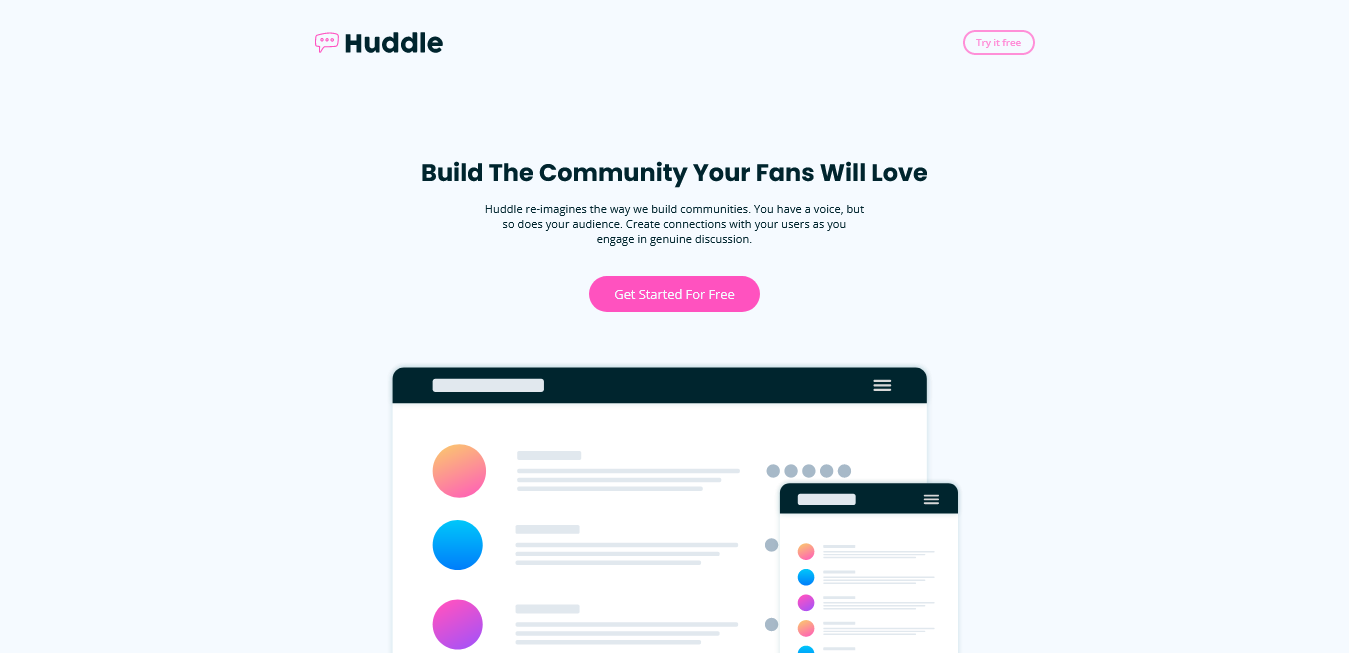 Huddle
Try it free
Build The Community Your Fans Will Love
Huddle re-imagines the way we build communities. You have a voice, but
so does your audience. Create connections with your users as you
engage in genuine discussion.
Get Started For Free